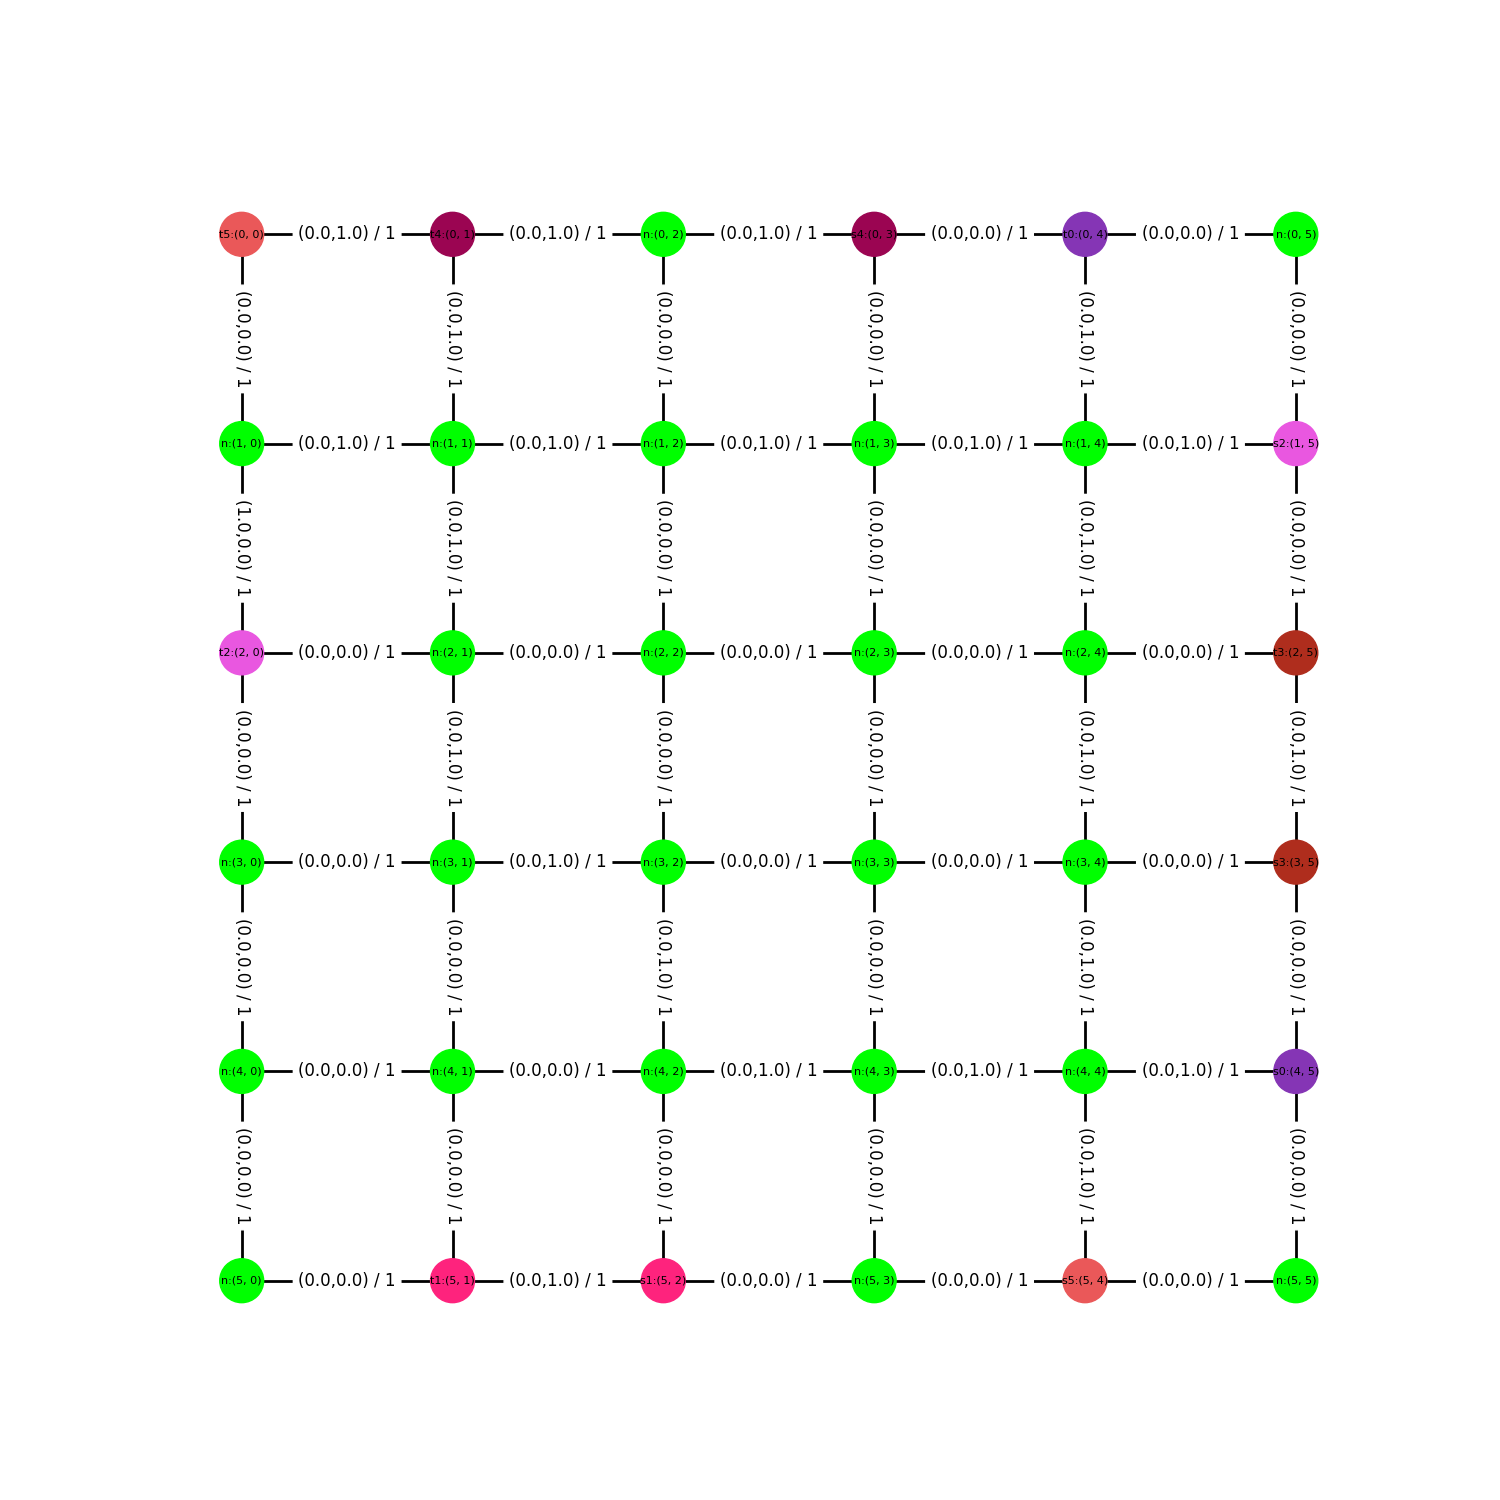 t5:(0, 0) (0.0,1.0) / 1 t4:(0, 1) (0.0,1.0) / 1 n:(0, 2) (0.0,1.0) / 1 s4:(0, 3) (0.0,0.0) / 1 t0:(0, 4) (0.0,0.0) / 1 n:(0, 5)
(0.0,0.0) / 1 (0.0,1.0) / 1 (0.0,0.0) / 1 (0.0,0.0) / 1 (0.0,1.0) / 1 (0.0,0.0) / 1
n:(1, 0) (0.0,1.0) / 1 n:(1, 1) (0.0,1.0) / 1 n:(1, 2) (0.0,1.0) / 1 n:(1, 3) (0.0,1.0) / 1 n:(1, 4) (0.0,1.0) / 1 s2:(1, 5)
(1.0,0.0) / 1 (0.0,1.0) / 1 (0.0,0.0) / 1 (0.0,0.0) / 1 (0.0,1.0) / 1 (0.0,0.0) / 1
t2:(2, 0) (0.0,0.0) / 1 n:(2, 1) (0.0,0.0) / 1 n:(2, 2) (0.0,0.0) / 1 n:(2, 3) (0.0,0.0) / 1 n:(2, 4) (0.0,0.0) / 1 t3:(2, 5)
(0.0,0.0) / 1 (0.0,1.0) / 1 (0.0,0.0) / 1 (0.0,0.0) / 1 (0.0,1.0) / 1 (0.0,1.0) / 1
n:(3, 0) (0.0,0.0) / 1 n:(3, 1) (0.0,1.0) / 1 n:(3, 2) (0.0,0.0) / 1 n:(3, 3) (0.0,0.0) / 1 n:(3, 4) (0.0,0.0) / 1 s3:(3, 5)
(0.0,0.0) / 1 (0.0,0.0) / 1 (0.0,1.0) / 1 (0.0,0.0) / 1 (0.0,1.0) / 1 (0.0,0.0) / 1
n:(4, 0) (0.0,0.0) / 1 n:(4, 1) (0.0,0.0) / 1 n:(4, 2) (0.0,1.0) / 1 n:(4, 3) (0.0,1.0) / 1 n:(4, 4) (0.0,1.0) / 1 s0:(4, 5)
(0.0,0.0) / 1 (0.0,0.0) / 1 (0.0,0.0) / 1 (0.0,0.0) / 1 (0.0,1.0) / 1 (0.0,0.0) / 1
n:(5, 0) (0.0,0.0) / 1 t1:(5, 1) (0.0,1.0) / 1 s1:(5, 2) (0.0,0.0) / 1 n:(5, 3) (0.0,0.0) / 1 s5:(5, 4) (0.0,0.0) / 1 n:(5, 5)